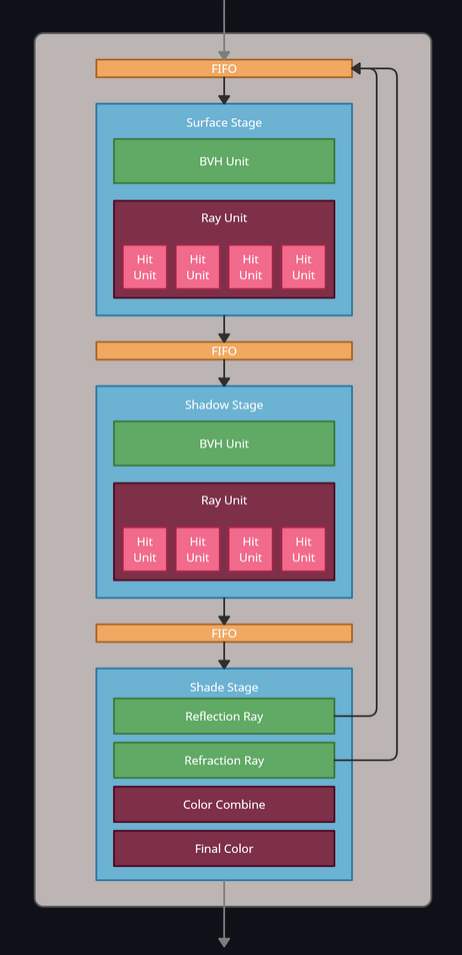 FIFO
Surface Stage
BVH Unit
Ray Unit
Hit Hit Hit Hit
Unit Unit Unit Unit
FIFO
Shadow Stage
BVH Unit
Ray Unit
Hit Hit Hit Hit
Unit Unit Unit Unit
FIFO
Shade Stage
Reflection Ray
Refraction Ray
Color Combine
Final Color